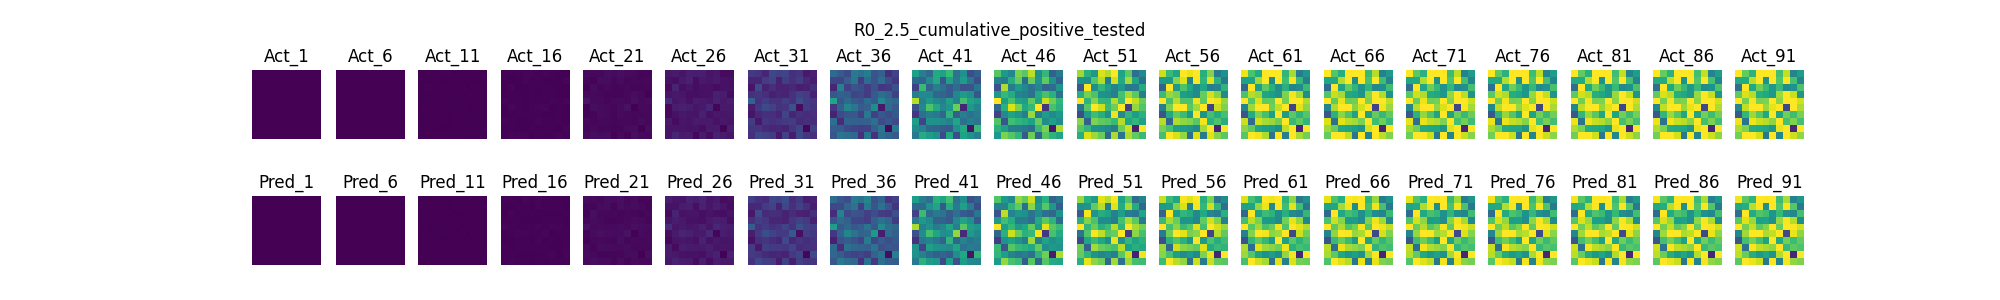 R0_2.5_cumulative_positive_tested
Act_1 Act_6 Act_11 Act_16 Act_21 Act_26 Act_31 Act_36 Act_41 Act_46 Act_51 Act_56 Act_61 Act_66 Act_71 Act_76 Act_81 Act_86 Act_91
Pred_1 Pred_6 Pred_11 Pred_16 Pred_21 Pred_26 Pred_31 Pred_36 Pred_41 Pred_46 Pred_51 Pred_56 Pred_61 Pred_66 Pred_71 Pred_76 Pred_81 Pred_86 Pred_91